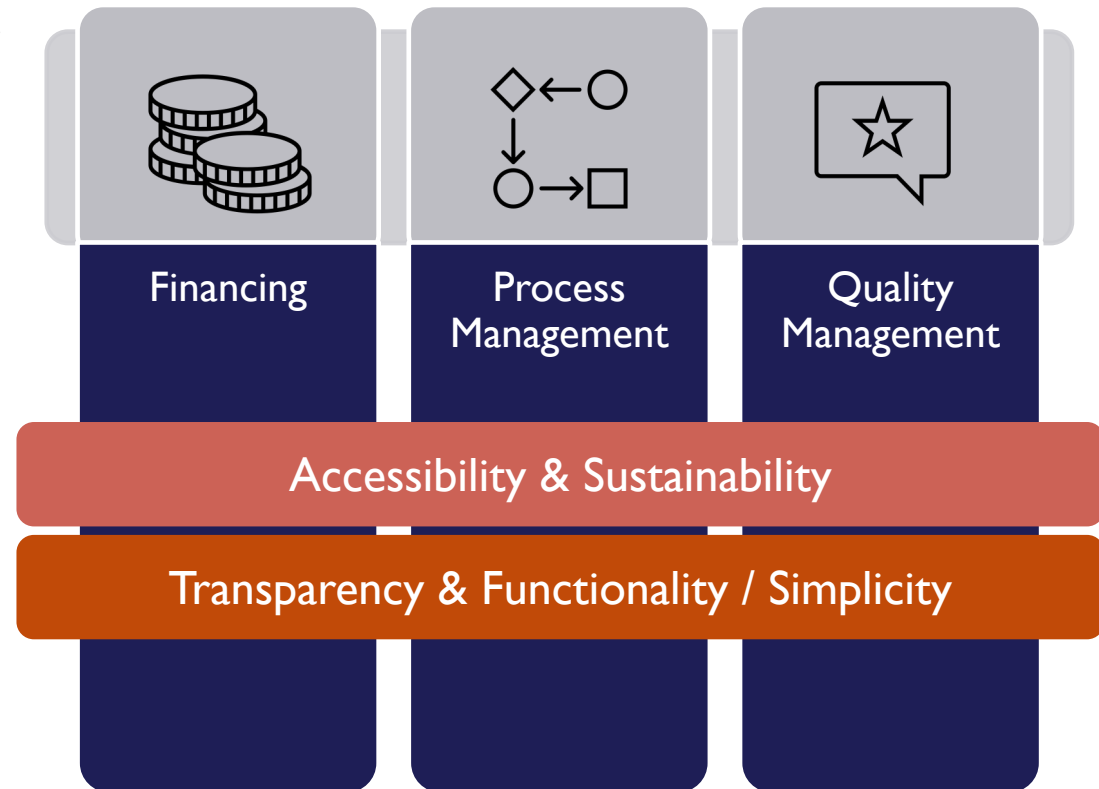 Financing
Process
Management
Quality
Management
Accessibility & Sustainability
Transparency & Functionality / Simplicity